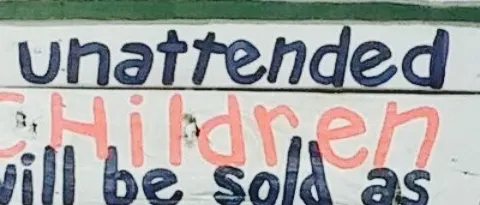 unattended
CHildren
will be sold as